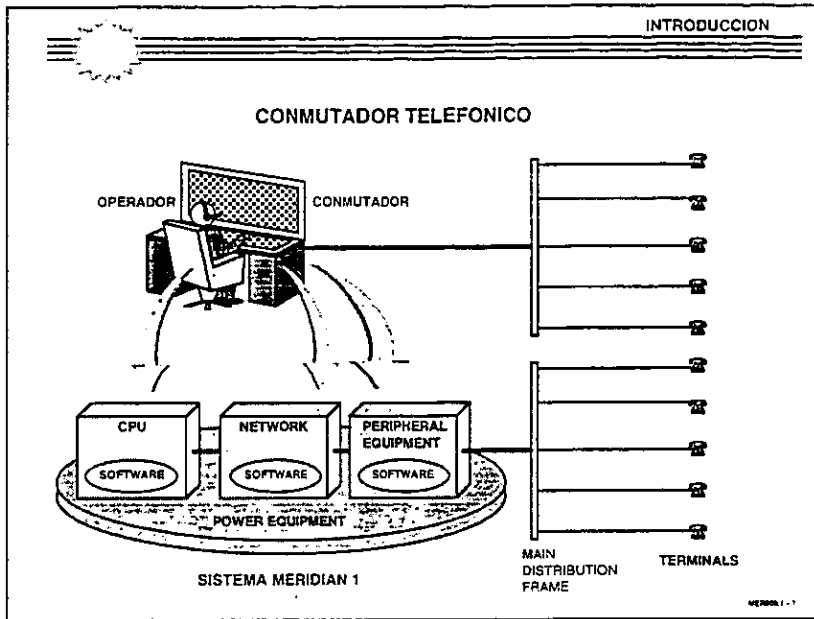 INTRODUCCION
CONMUTADOR TELEFONICO
OPERADOR
CONMUTADOR
CPU
SOFTWARE
NETWORK
SOFTWARE
PERIPHERAL
EQUIPMENT
SOFTWARE
POWER EQUIPMENT
SISTEMA MERIDIAN 1
MAIN
DISTRIBUTION
FRAME
TERMINALS